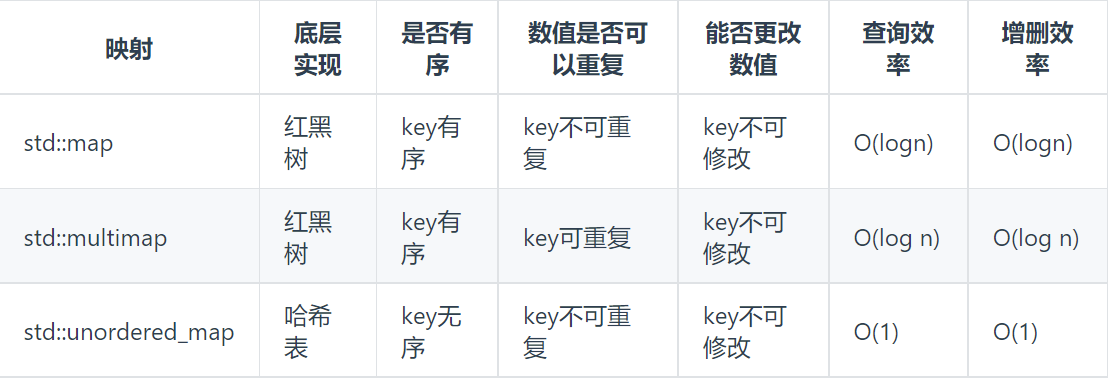 映射 底层实现 是否有序 数值是否可以重复 能否更改数值 查询效率 增删效率
std::map 红黑树 key有序 key不可重复 key不可修改 O(logn) O(logn)
std::multimap 红黑树 key有序 key可重复 key不可修改 O(log n) O(log n)
std::unordered_map 哈希表 key无序 key不可重复 key不可修改 O(1) O(1)